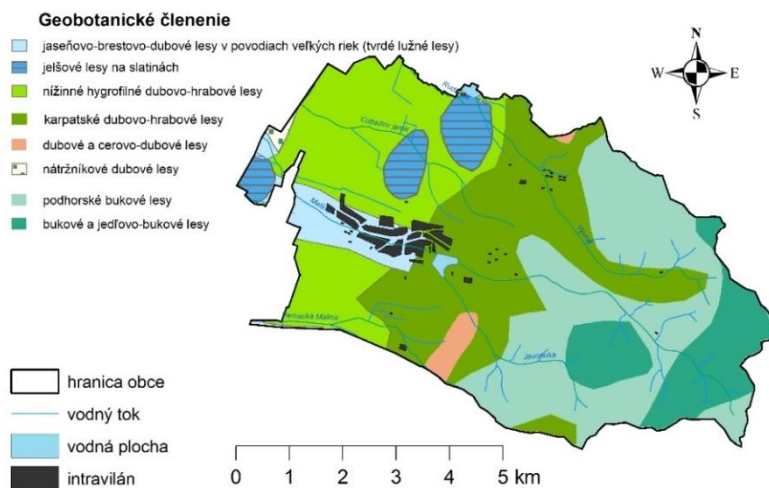 Geobotanické členenie
jaseňovo-brestovo-dubové lesy v povodiach veľkých riek (tvrdé lužné lesy)
jelšové lesy na slatinách
nížinné hygrofilné dubovo-hrabové lesy
karpatské dubovo-hrabové lesy
dubové a cerovo-dubové lesy
nátržníkové dubové lesy
podhorské bukové lesy
bukové a jedľovo-bukové lesy
N
W
E
S
Javorinka
hranica obce
vodný tok
vodná plocha
intravilán
0 1 2 3 4 5 km